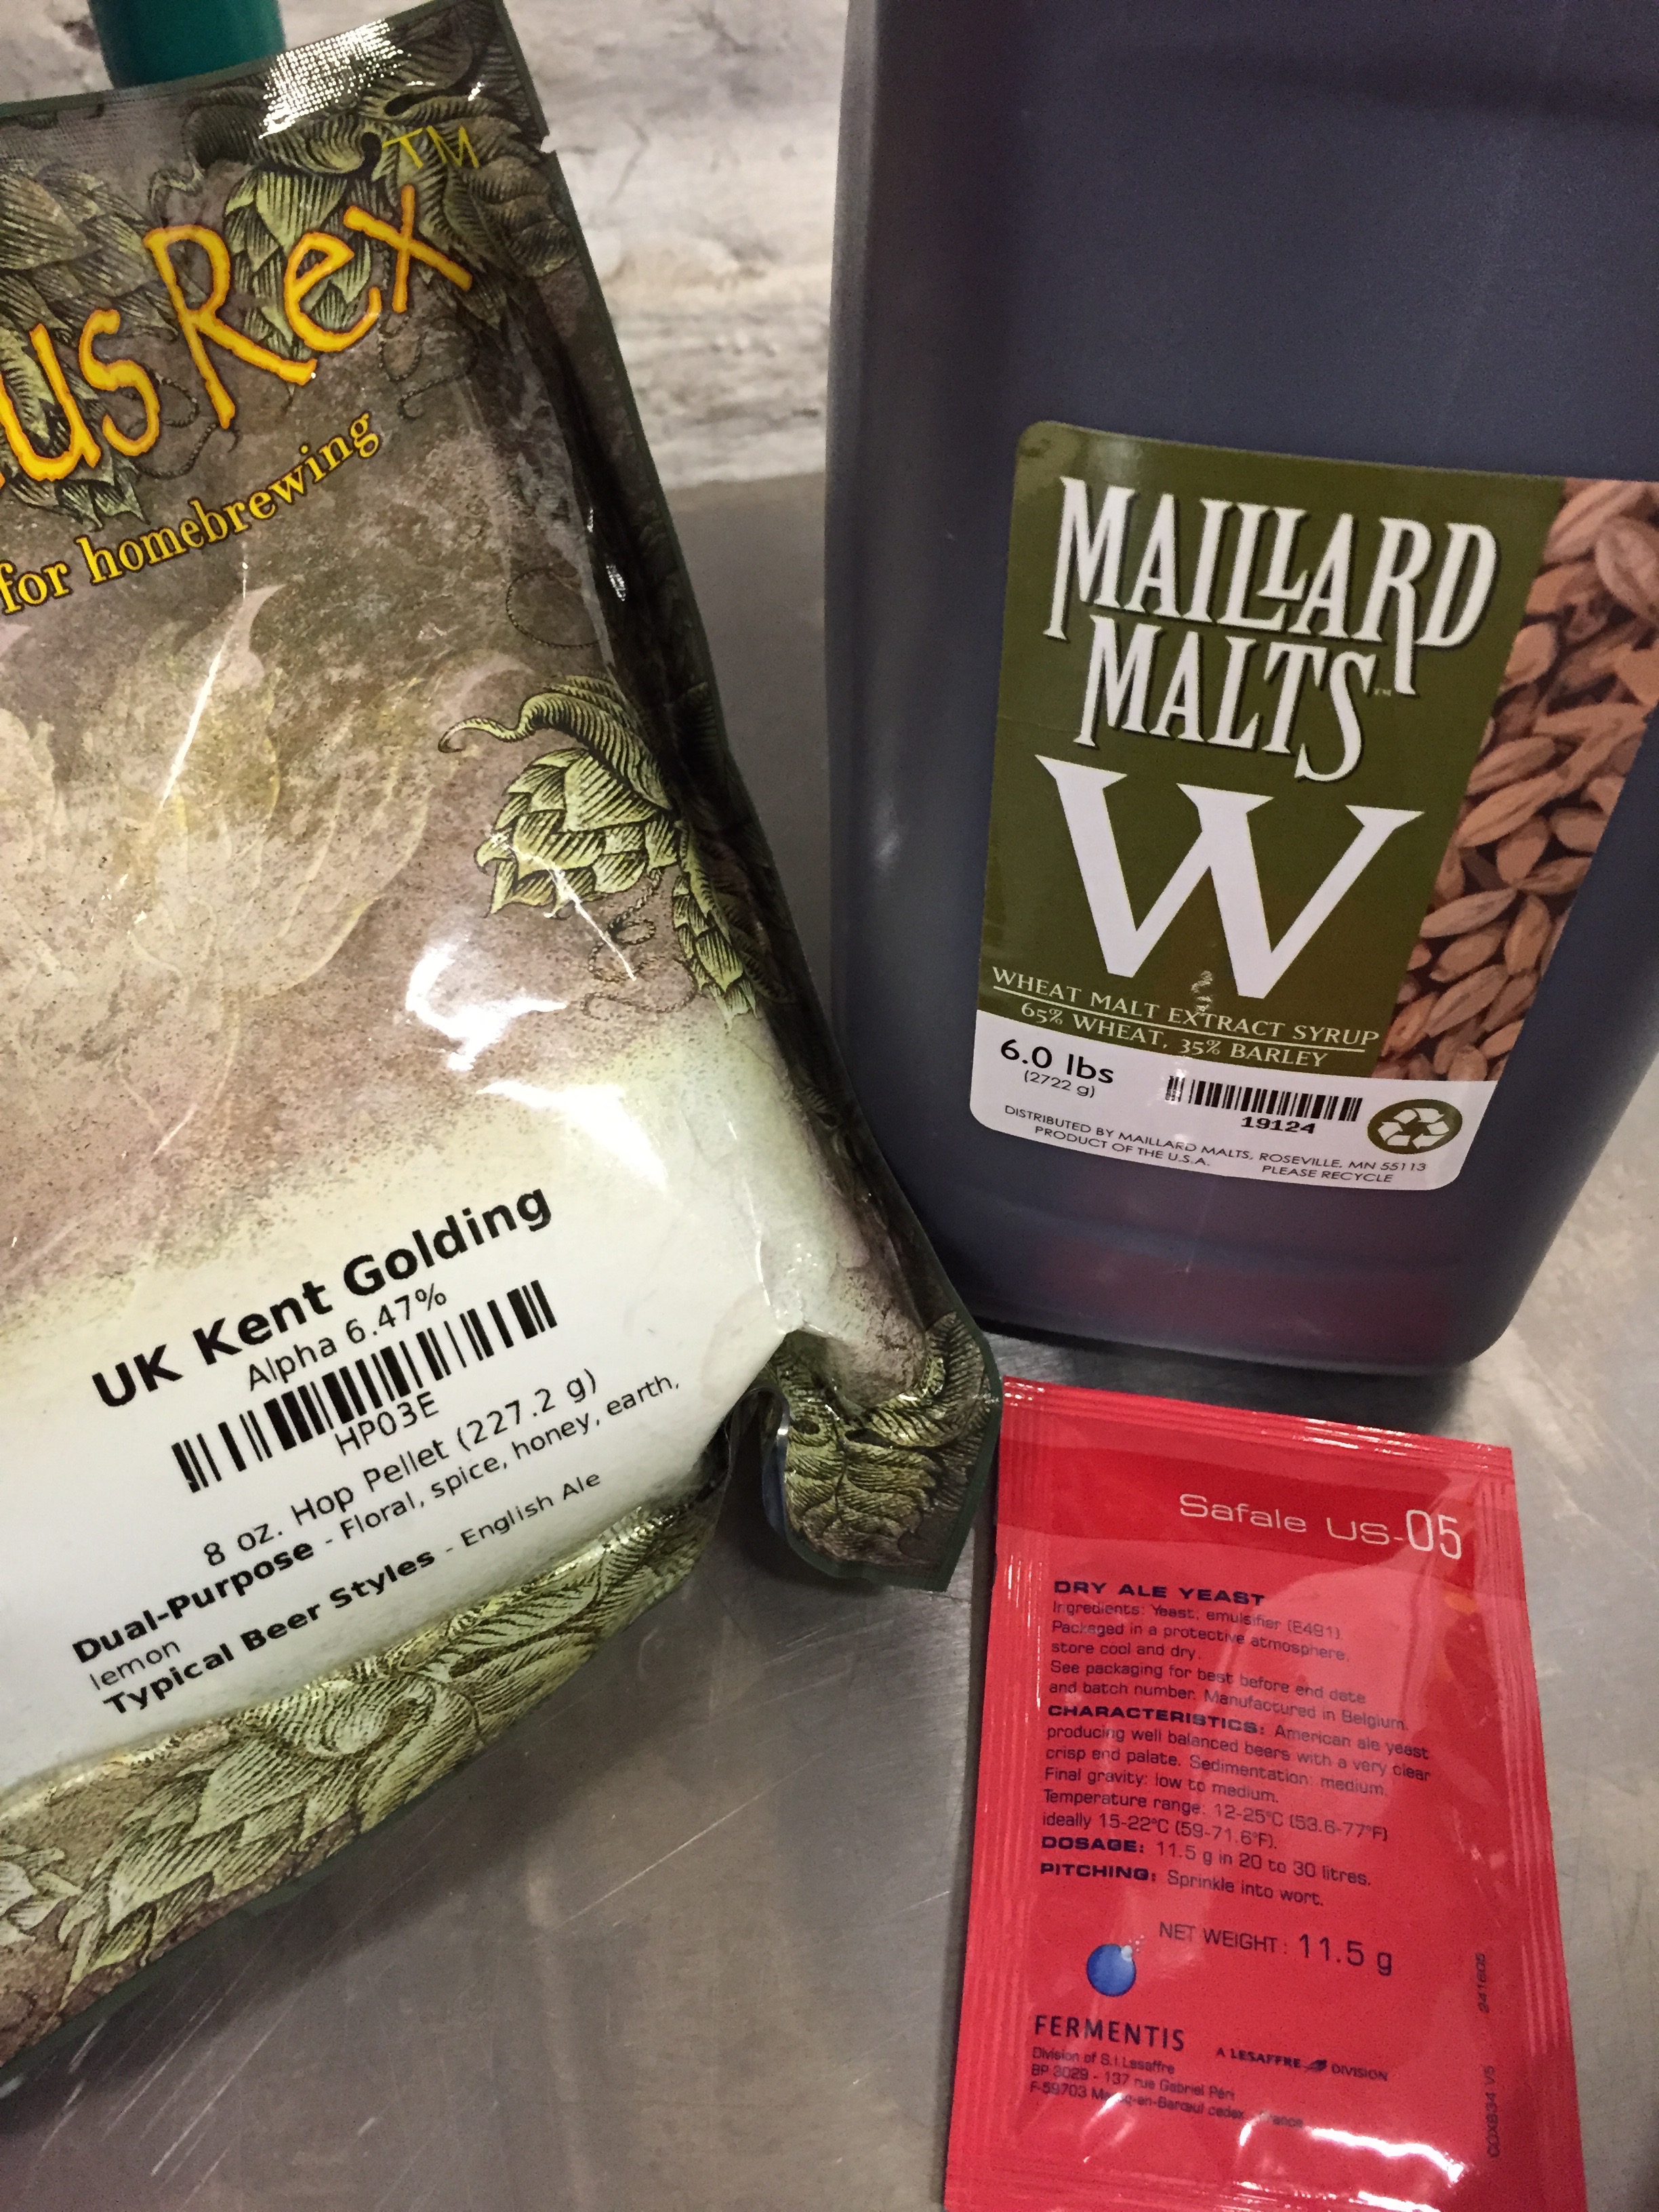 TM
us Rex
for homebrewing
UK Kent Golding
Alpha 6.47%
HP03E
8 oz. Hop Pellet (227.2 g)
Dual-Purpose - Floral, spice, honey, earth,
lemon
Typical Beer Styles - English Ale
MAILLARD
MALTS™
W
WHEAT MALT EXTRACT SYRUP
65% WHEAT, 35% BARLEY
6.0 lbs
(2722 g)
19124
DISTRIBUTED BY MAILLARD MALTS, ROSEVILLE, MN 55113
PRODUCT OF THE U.S.A. PLEASE RECYCLE
Safale US-05
DRY ALE YEAST
Ingredients: Yeast, emulsifier (E491).
Packaged in a protective atmosphere,
store cool and dry.
See packaging for best before end date
and batch number. Manufactured in Belgium.
CHARACTERISTICS: American ale yeast
producing well balanced beers with a very clear
crisp end palate. Sedimentation: medium.
Final gravity: low to medium.
Temperature range: 12-25°C (53.6-77°F)
ideally 15-22°C (59-71.6°F).
DOSAGE: 11.5 g in 20 to 30 litres.
PITCHING: Sprinkle into wort.
NET WEIGHT: 11.5 g
FERMENTIS
A LESAFFRE DIVISION
Division of S.I.Lesaffre
BP 3029 - 137 rue Gabriel Péri
F-59703 cedex France
241605